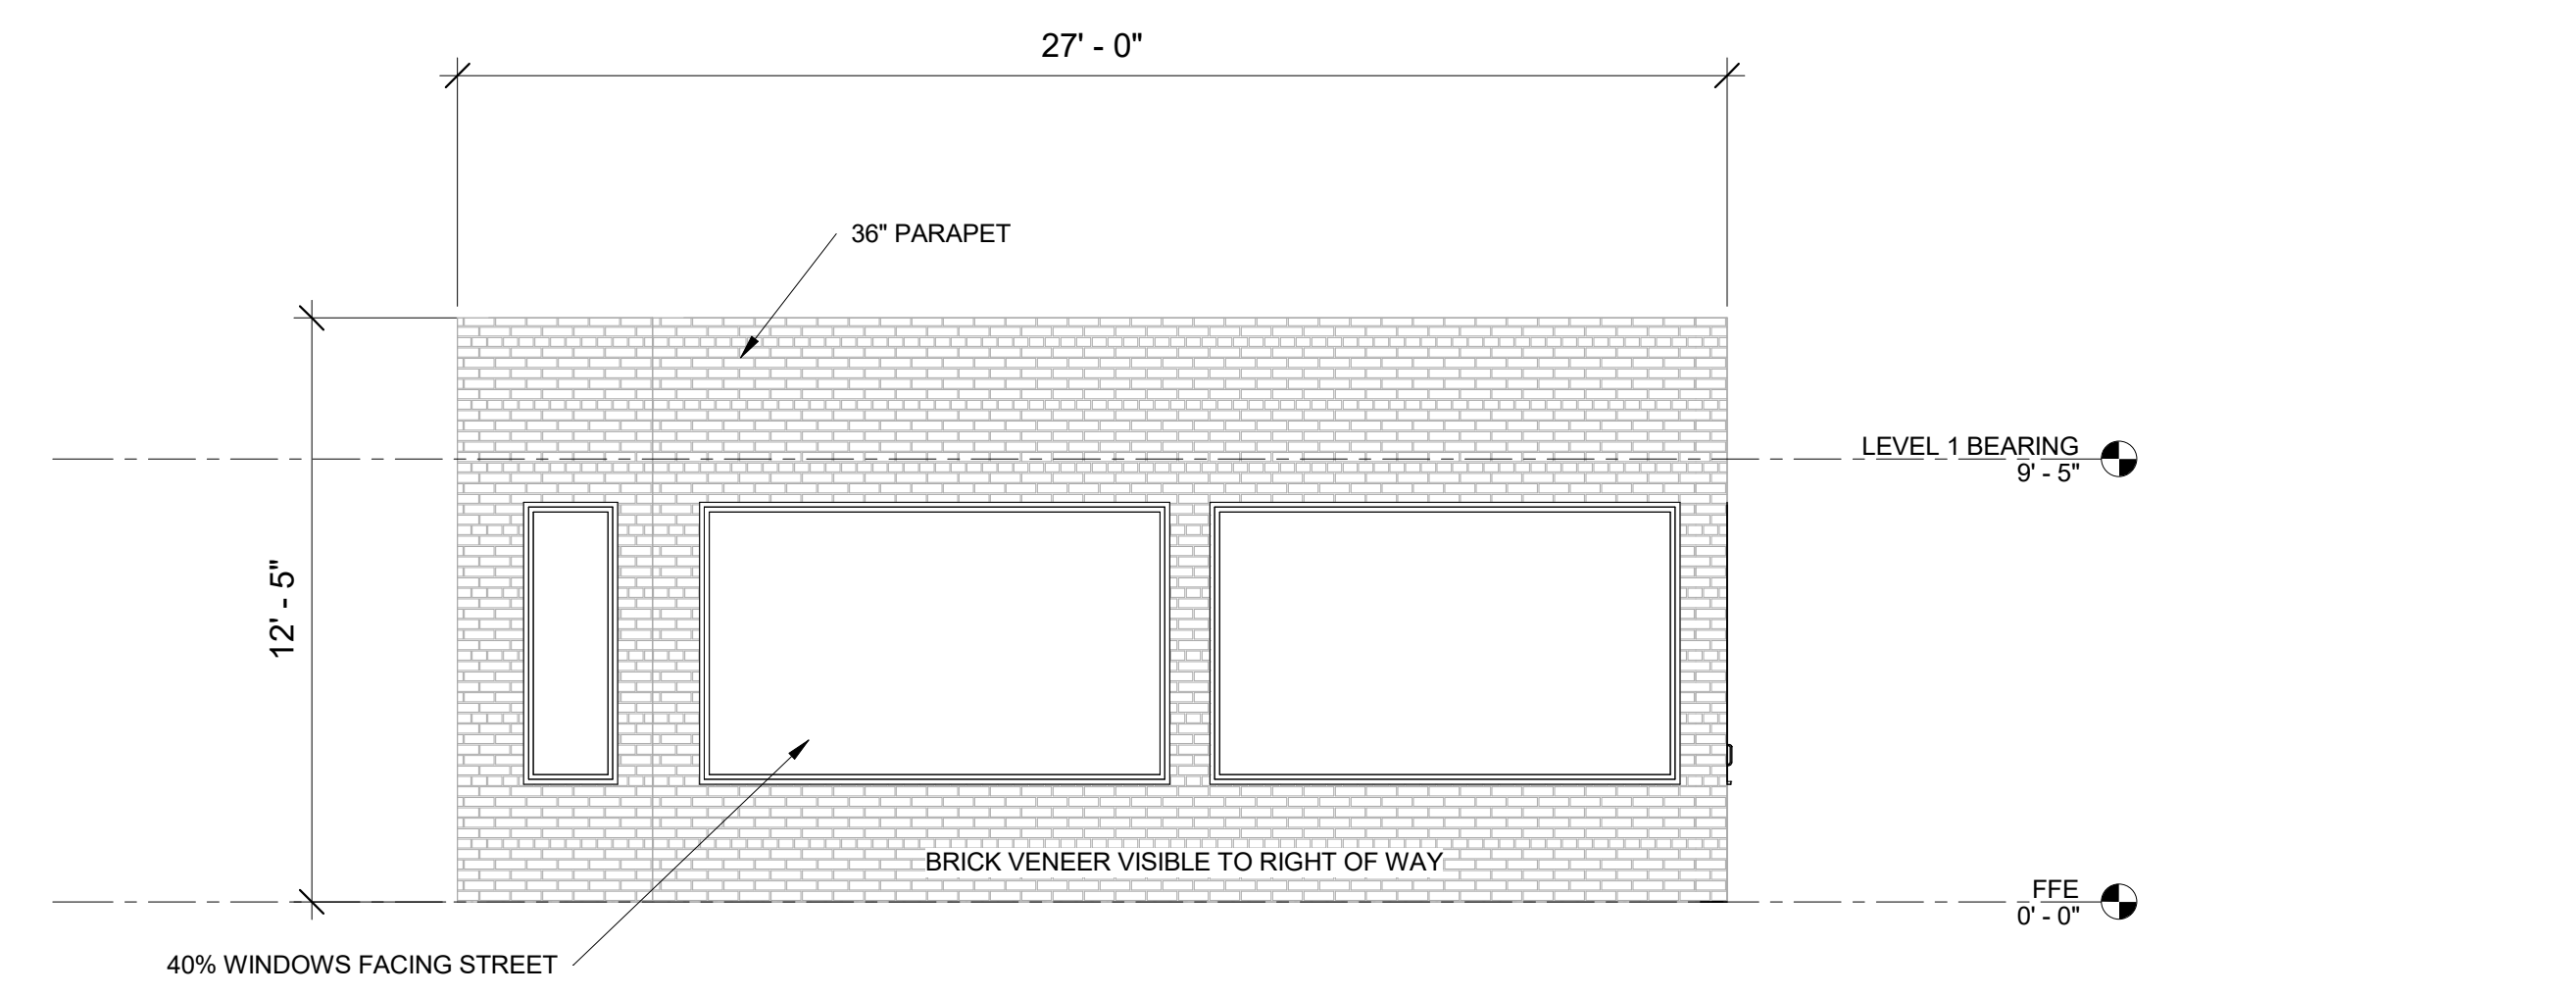 27' - 0"
36" PARAPET
LEVEL 1 BEARING
9' - 5"
12' - 5"
BRICK VENEER VISIBLE TO RIGHT OF WAY
FFE
0' - 0"
40% WINDOWS FACING STREET